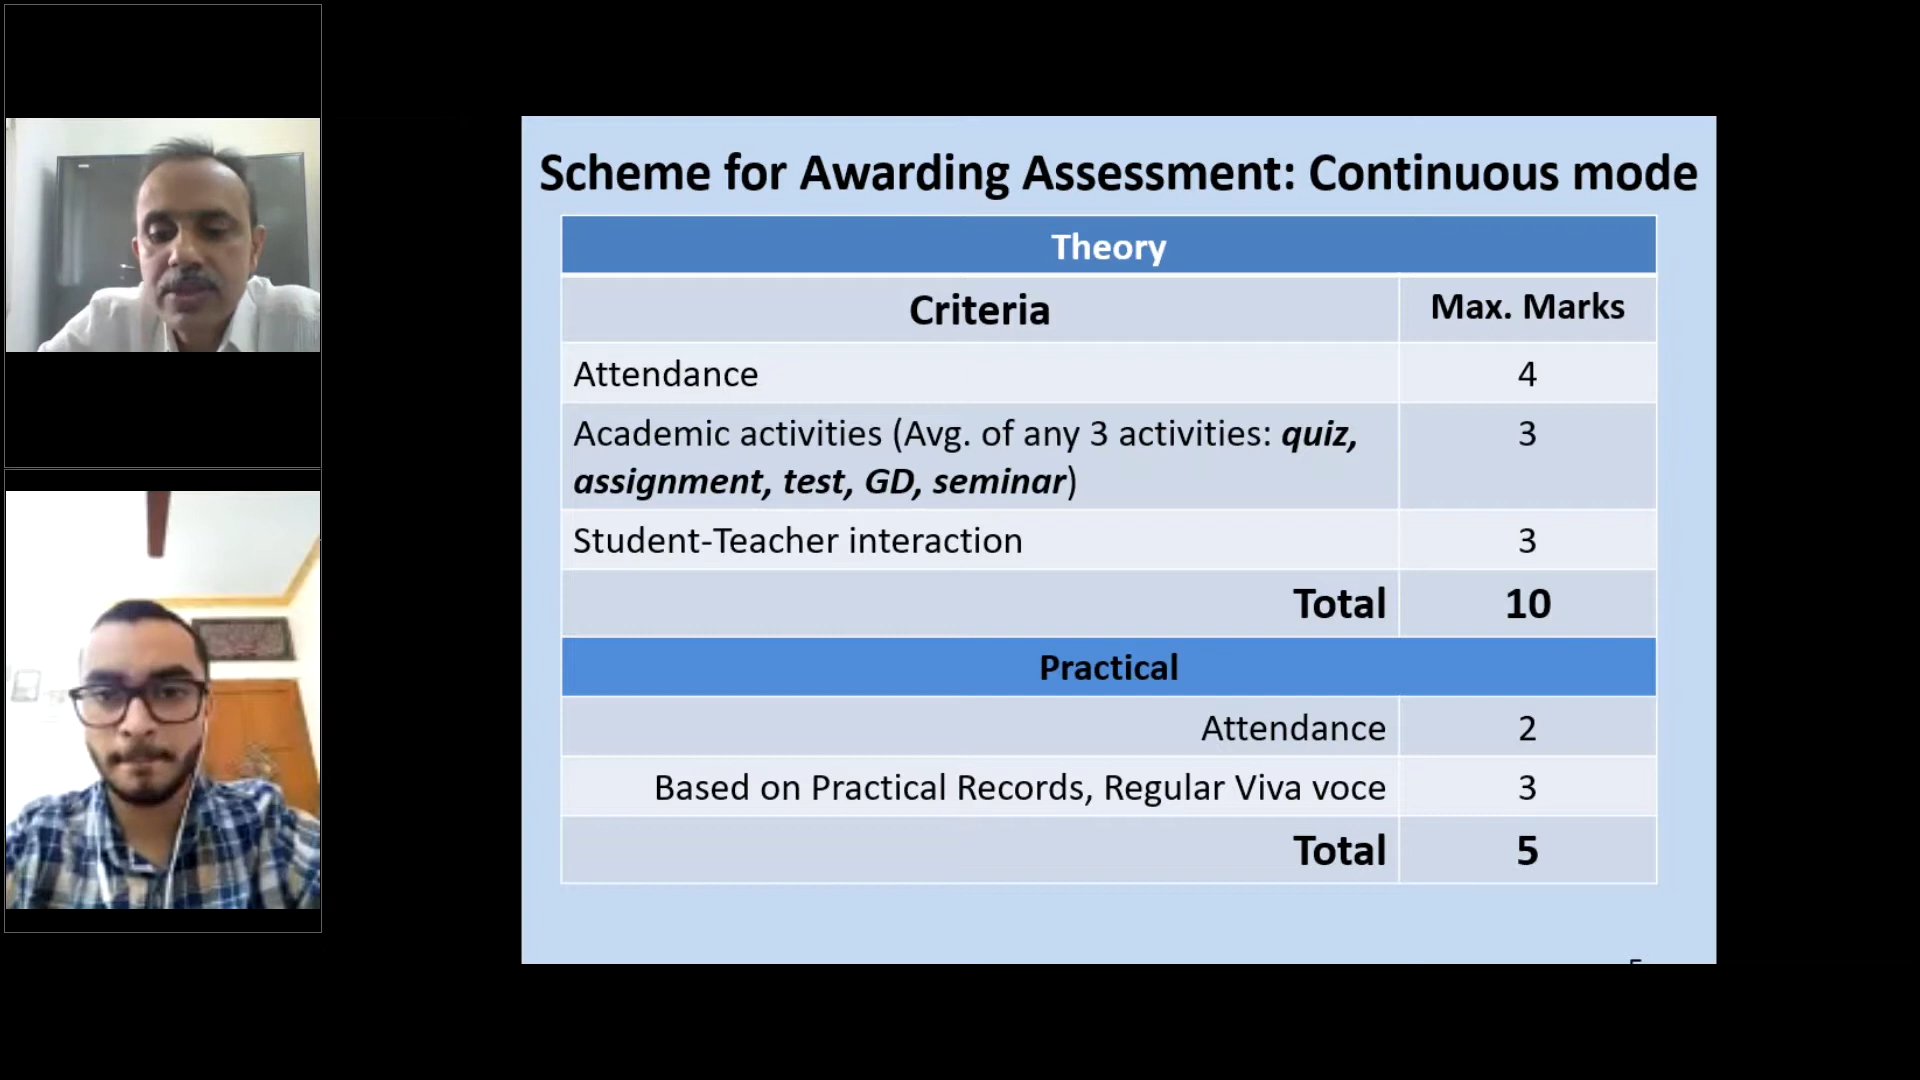 Scheme for Awarding Assessment: Continuous mode
Theory
Criteria
Max. Marks
Attendance
4
Academic activities (Avg. of any 3 activities: quiz,
assignment, test, GD, seminar)
3
Student-Teacher interaction
3
Total
10
Practical
Attendance
2
Based on Practical Records, Regular Viva voce
3
Total
5